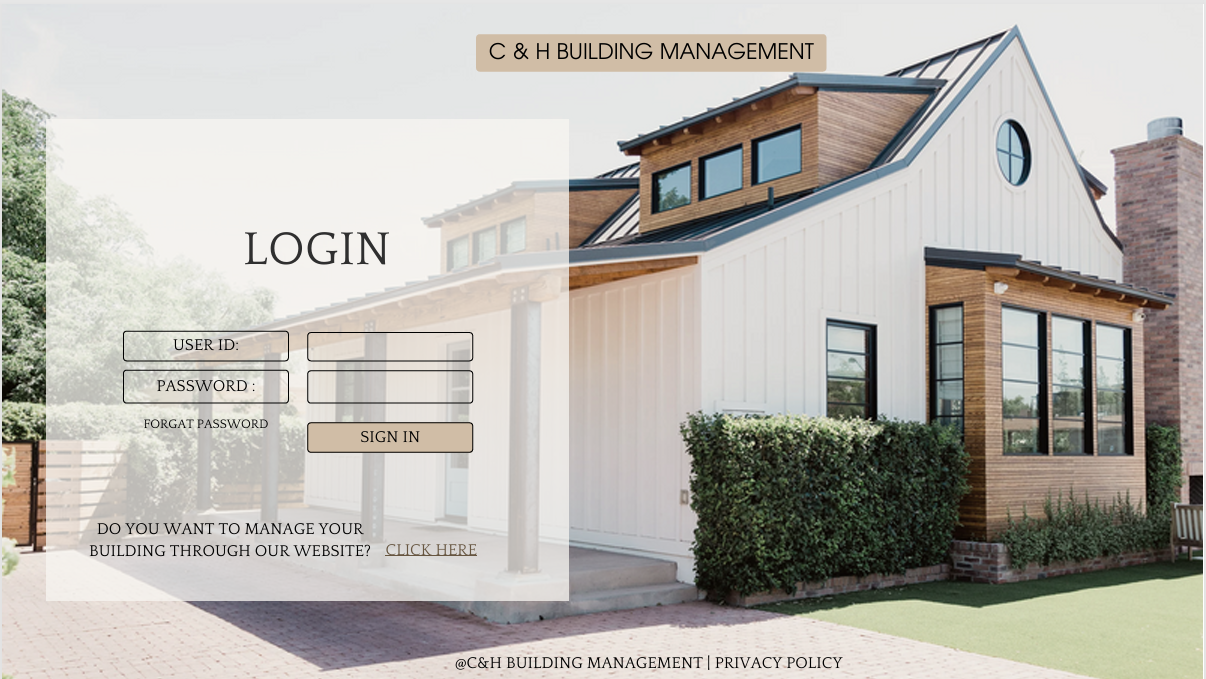 C & H BUILDING MANAGEMENT
LOGIN
USER ID:
PASSWORD :
FORGAT PASSWORD
SIGN IN
DO YOU WANT TO MANAGE YOUR
BUILDING THROUGH OUR WEBSITE? CLICK HERE
@C&H BUILDING MANAGEMENT | PRIVACY POLICY